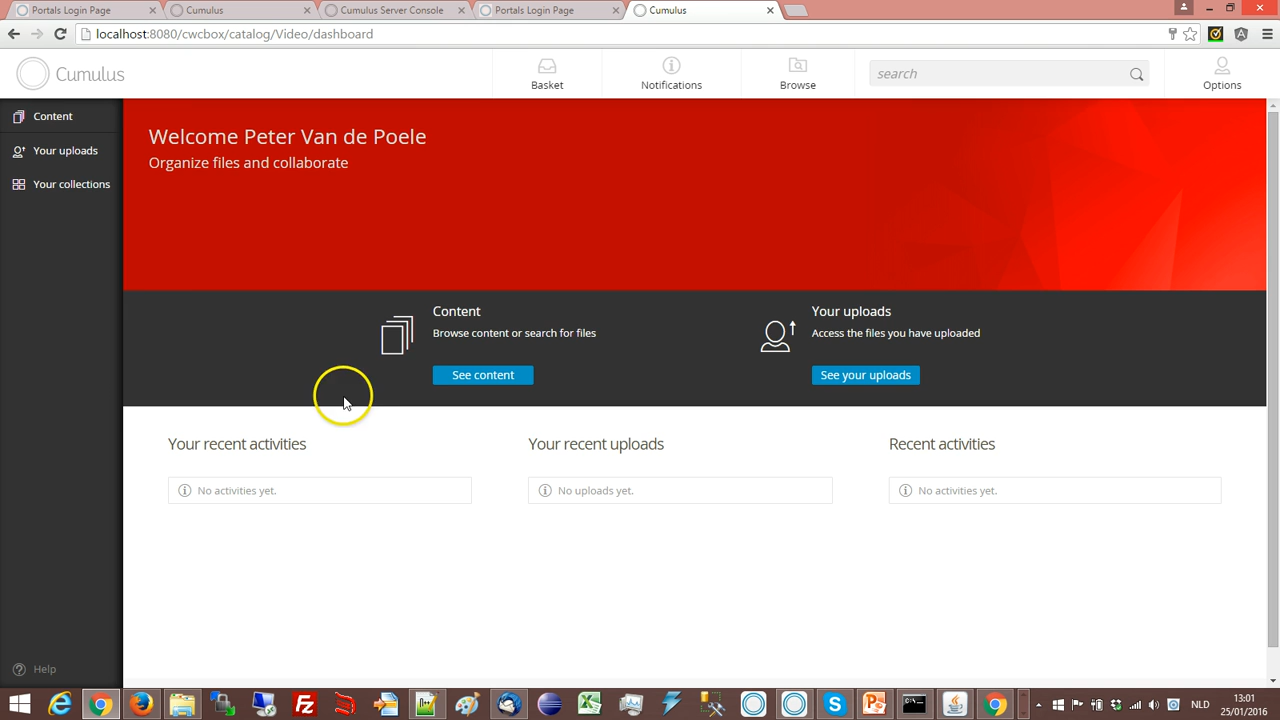 Portals Login Page
Cumulus
Cumulus Server Console
Portals Login Page
Cumulus
localhost:8080/cwcbox/catalog/Video/dashboard
Cumulus
Basket
Notifications
Browse
search
Options
Content
Your uploads
Your collections
Help
Welcome Peter Van de Poele
Organize files and collaborate
Content
Browse content or search for files
See content
Your uploads
Access the files you have uploaded
See your uploads
Your recent activities
No activities yet.
Your recent uploads
No uploads yet.
Recent activities
No activities yet.
NLD
13:01
25/01/2016